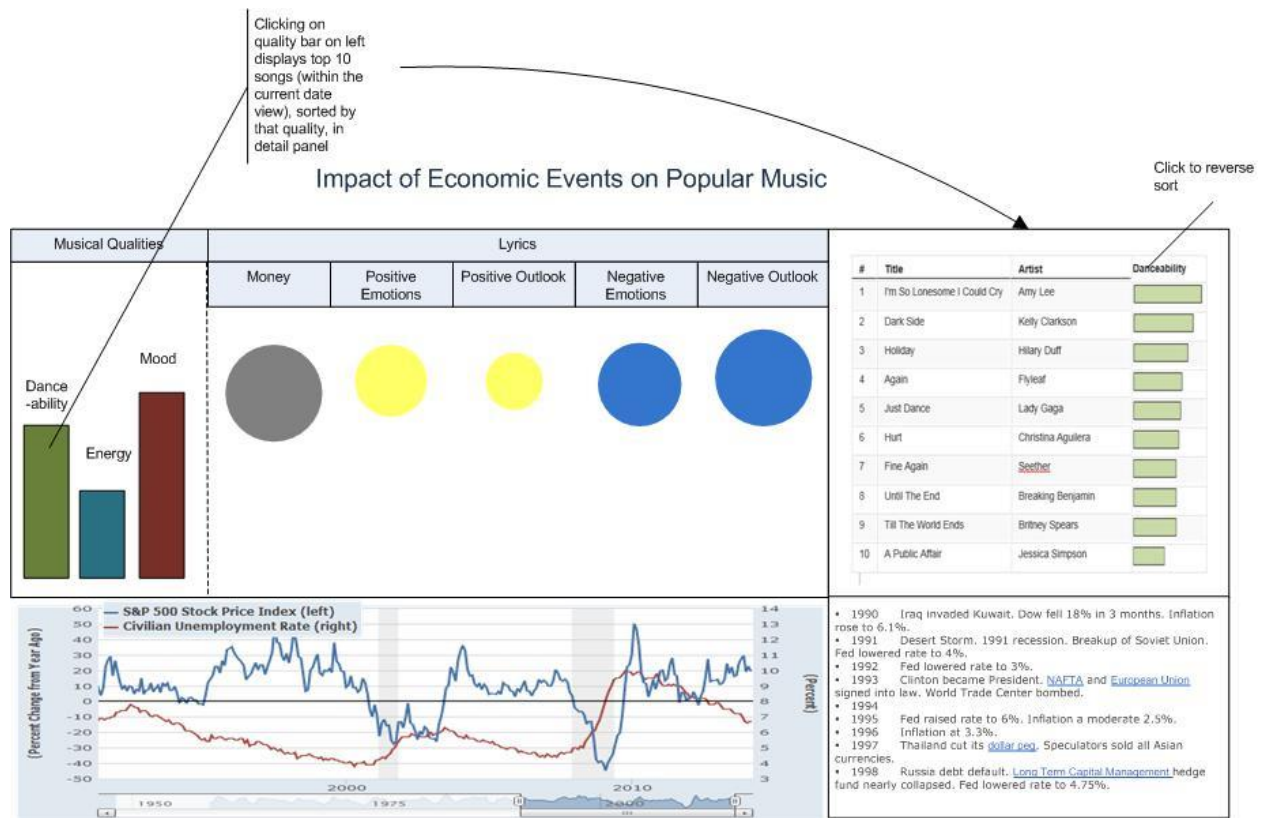 Clicking on
quality bar on left
displays top 10
songs (within the
current date
view), sorted by
that quality, in
detail panel
Impact of Economic Events on Popular Music
Click to reverse
sort
Musical Qualities
Lyrics
Money
Positive
Emotions
Positive Outlook
Negative
Emotions
Negative Outlook
Dance
-ability
Energy
Mood
# Title Artist Danceability
1 I'm So Lonesome I Could Cry Amy Lee
2 Dark Side Kelly Clarkson
3 Holiday Hilary Duff
4 Again Flyleaf
5 Just Dance Lady Gaga
6 Hurt Christina Aguilera
7 Fine Again Seether
8 Until The End Breaking Benjamin
9 Till The World Ends Britney Spears
10 A Public Affair Jessica Simpson
S&P 500 Stock Price Index (left)
Civilian Unemployment Rate (right)
(Percent Change from Year Ago)
60
50
40
30
20
10
0
-10
-20
-30
-40
-50
14
13
12
11
10
9
8
7
6
5
4
3
(Percent)
2000
2010
1950
1975
2000
• 1990 Iraq invaded Kuwait. Dow fell 18% in 3 months. Inflation
rose to 6.1%.
• 1991 Desert Storm. 1991 recession. Breakup of Soviet Union.
Fed lowered rate to 4%.
• 1992 Fed lowered rate to 3%.
• 1993 Clinton became President. NAFTA and European Union
signed into law. World Trade Center bombed.
• 1994
• 1995 Fed raised rate to 6%. Inflation a moderate 2.5%.
• 1996 Inflation at 3.3%.
• 1997 Thailand cut its dollar peg. Speculators sold all Asian
currencies.
• 1998 Russia debt default. Long Term Capital Management hedge
fund nearly collapsed. Fed lowered rate to 4.75%.